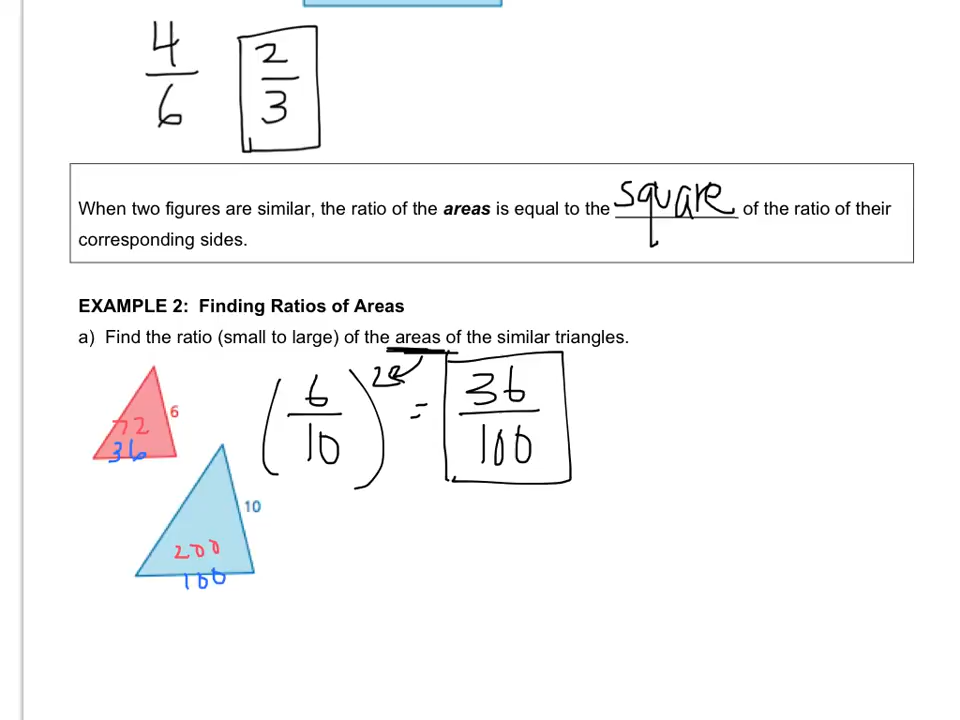 4/6 2/3
When two figures are similar, the ratio of the areas is equal to the square of the ratio of their
corresponding sides.
EXAMPLE 2: Finding Ratios of Areas
a) Find the ratio (small to large) of the areas of the similar triangles.
(6/10)² = 36/100
6
72
36
10
200
100